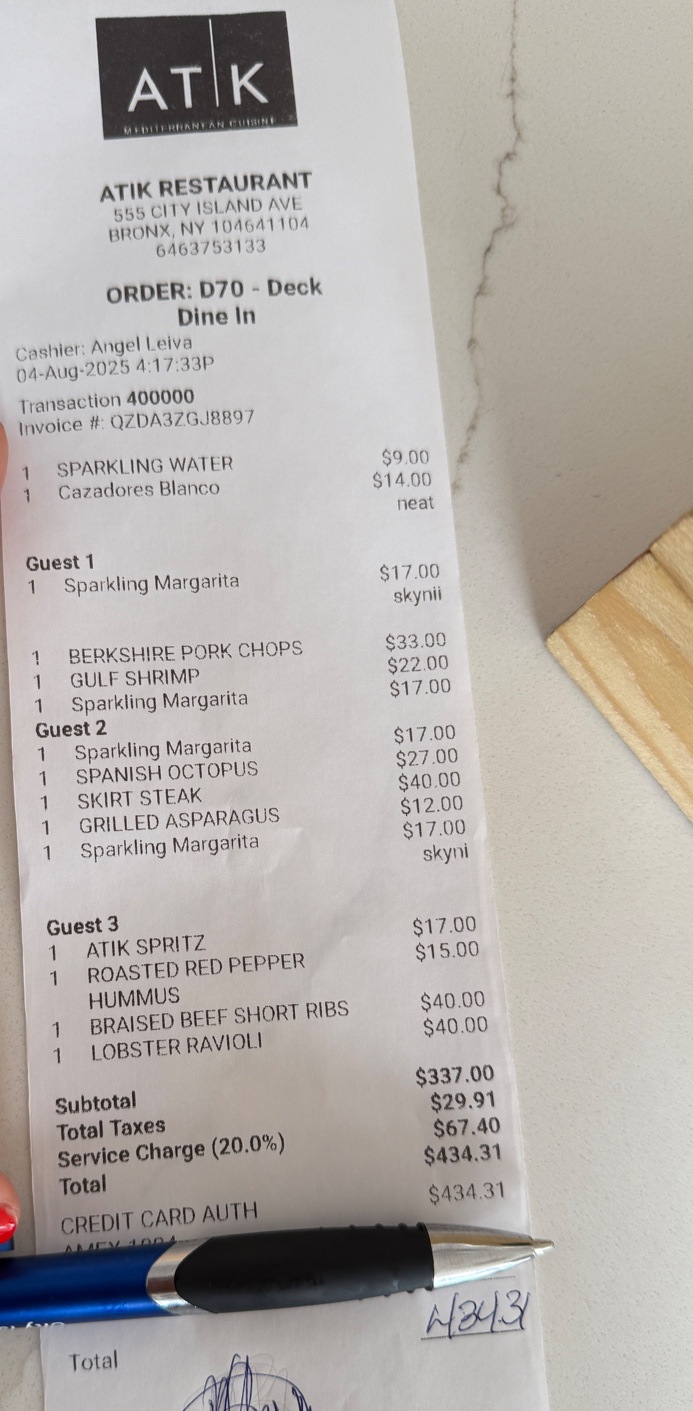 AT|K
MEDITERRANEAN CUISINE
ATIK RESTAURANT
555 CITY ISLAND AVE
BRONX, NY 104641104
6463753133
ORDER: D70 - Deck
Dine In
Cashier: Angel Leiva
04-Aug-2025 4:17:33P
Transaction 400000
Invoice #: QZDA3ZGJ8897
1 SPARKLING WATER $9.00
1 Cazadores Blanco $14.00
neat
Guest 1
1 Sparkling Margarita $17.00
skynii
1 BERKSHIRE PORK CHOPS $33.00
1 GULF SHRIMP $22.00
1 Sparkling Margarita $17.00
Guest 2
1 Sparkling Margarita $17.00
1 SPANISH OCTOPUS $27.00
1 SKIRT STEAK $40.00
1 GRILLED ASPARAGUS $12.00
1 Sparkling Margarita $17.00
skyni
Guest 3
1 ATIK SPRITZ $17.00
1 ROASTED RED PEPPER $15.00
HUMMUS
1 BRAISED BEEF SHORT RIBS $40.00
1 LOBSTER RAVIOLI $40.00
Subtotal $337.00
Total Taxes $29.91
Service Charge (20.0%) $67.40
Total $434.31
CREDIT CARD AUTH $434.31
AMEX
43431
Total